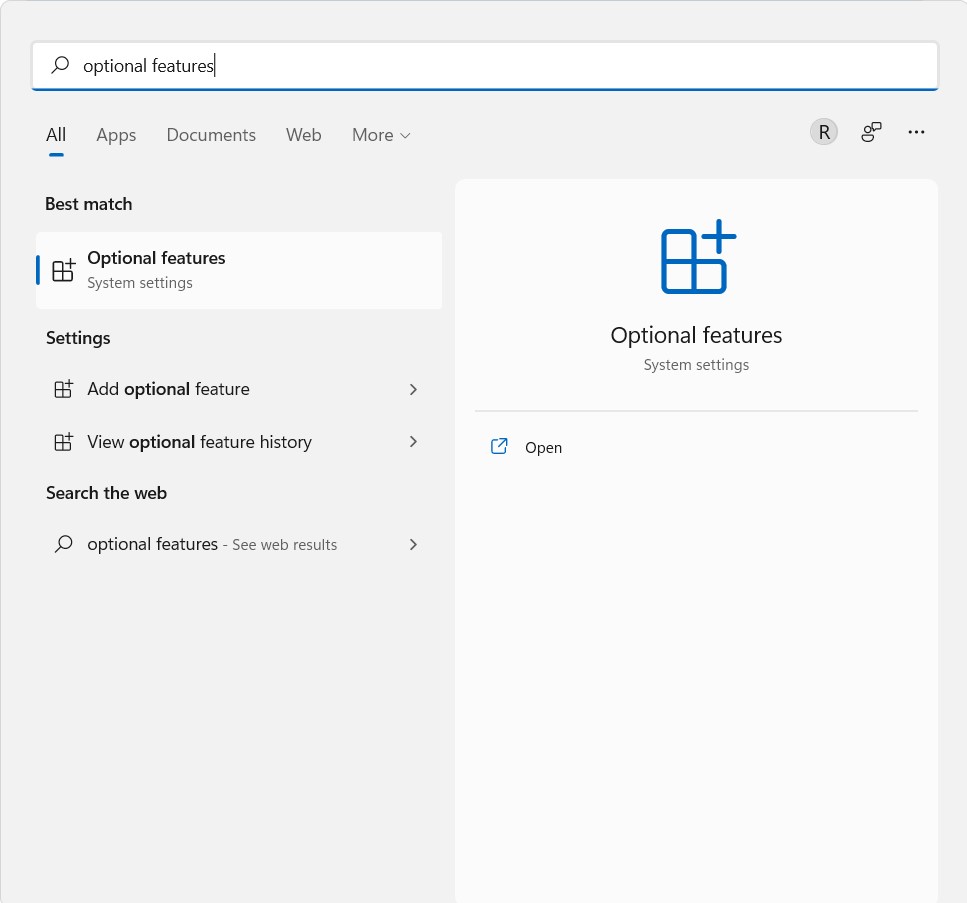 optional features
All Apps Documents Web More
R
Best match
Optional features
System settings
Settings
Add optional feature
View optional feature history
Search the web
optional features - See web results
Optional features
System settings
Open